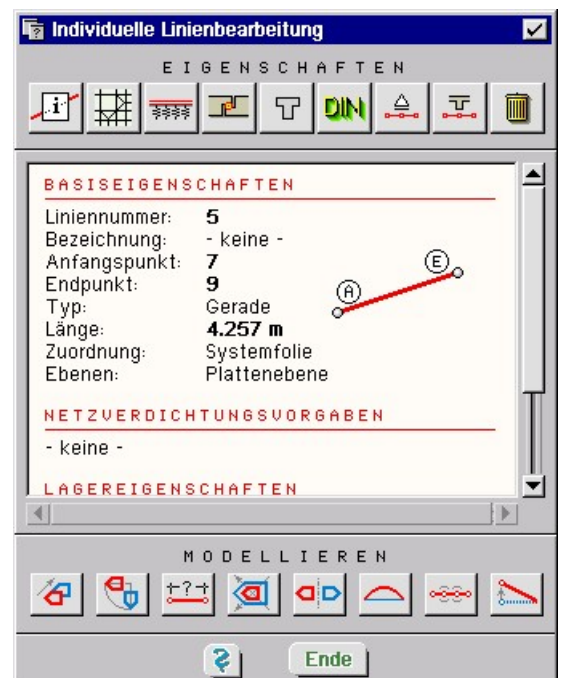 Individuelle Linienbearbeitung
EIGENSCHAFTEN
i DIN
BASISEIGENSCHAFTEN
Liniennummer: 5
Bezeichnung: - keine -
Anfangspunkt: 7
Endpunkt: 9
Typ: Gerade
Länge: 4.257 m
Zuordnung: Systemfolie
Ebenen: Plattenebene
A E
NETZVERDICHTUNGSVORGABEN
- keine -
LAGEREIGENSCHAFTEN
MODELLIEREN
?
? Ende